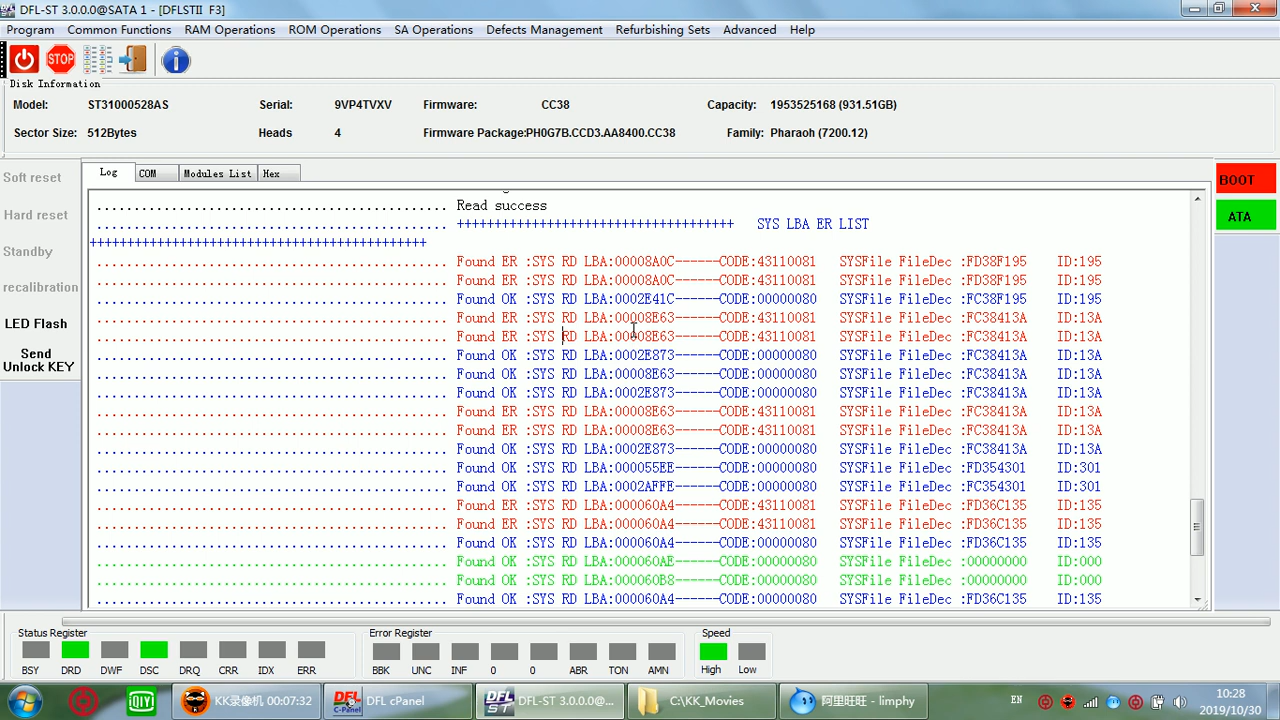 DFL-ST 3.0.0.0@SATA 1 - [DFLSTII F3]
Program Common Functions RAM Operations ROM Operations SA Operations Defects Management Refurbishing Sets Advanced Help
STOP
Disk Information
Model: ST31000528AS Serial: 9VP4TVXV Firmware: CC38 Capacity: 1953525168 (931.51GB)
Sector Size: 512Bytes Heads 4 Firmware Package:PH0G7B.CCD3.AA8400.CC38 Family: Pharaoh (7200.12)
Soft reset
Hard reset
Standby
recalibration
LED Flash
Send
Unlock KEY
Log COM Modules List Hex
BOOT
ATA
............................................... Read success
............................................... +++++++++++++++++++++++++++++++++++++ SYS LBA ER LIST
+++++++++++++++++++++++++++++++++++++++++++++
............................................... Found ER :SYS RD LBA:00008A0C------CODE:43110081 SYSFile FileDec :FD38F195 ID:195
............................................... Found ER :SYS RD LBA:00008A0C------CODE:43110081 SYSFile FileDec :FD38F195 ID:195
............................................... Found OK :SYS RD LBA:0002E41C------CODE:00000080 SYSFile FileDec :FC38F195 ID:195
............................................... Found ER :SYS RD LBA:00008E63------CODE:43110081 SYSFile FileDec :FC38413A ID:13A
............................................... Found ER :SYS RD LBA:00008E63------CODE:43110081 SYSFile FileDec :FC38413A ID:13A
............................................... Found OK :SYS RD LBA:0002E873------CODE:00000080 SYSFile FileDec :FC38413A ID:13A
............................................... Found OK :SYS RD LBA:00008E63------CODE:00000080 SYSFile FileDec :FC38413A ID:13A
............................................... Found OK :SYS RD LBA:0002E873------CODE:00000080 SYSFile FileDec :FC38413A ID:13A
............................................... Found ER :SYS RD LBA:00008E63------CODE:43110081 SYSFile FileDec :FC38413A ID:13A
............................................... Found ER :SYS RD LBA:00008E63------CODE:43110081 SYSFile FileDec :FC38413A ID:13A
............................................... Found OK :SYS RD LBA:0002E873------CODE:00000080 SYSFile FileDec :FC38413A ID:13A
............................................... Found OK :SYS RD LBA:000055EE------CODE:00000080 SYSFile FileDec :FD354301 ID:301
............................................... Found OK :SYS RD LBA:0002AFFE------CODE:00000080 SYSFile FileDec :FC354301 ID:301
............................................... Found ER :SYS RD LBA:000060A4------CODE:43110081 SYSFile FileDec :FD36C135 ID:135
............................................... Found ER :SYS RD LBA:000060A4------CODE:43110081 SYSFile FileDec :FD36C135 ID:135
............................................... Found OK :SYS RD LBA:000060A4------CODE:00000080 SYSFile FileDec :FD36C135 ID:135
............................................... Found OK :SYS RD LBA:000060AE------CODE:00000080 SYSFile FileDec :00000000 ID:000
............................................... Found OK :SYS RD LBA:000060B8------CODE:00000080 SYSFile FileDec :00000000 ID:000
............................................... Found OK :SYS RD LBA:000060A4------CODE:00000080 SYSFile FileDec :FD36C135 ID:135
Status Register Error Register Speed
BSY DRD DWF DSC DRQ CRR IDX ERR BBK UNC INF 0 0 ABR TON AMN High Low
iQIYI KK录像机 00:07:32 DFL C-Panel DFL cPanel DFL ST DFL-ST 3.0.0.0@... C:\KK_Movies 阿里旺旺 - limphy EN 10:28
2019/10/30